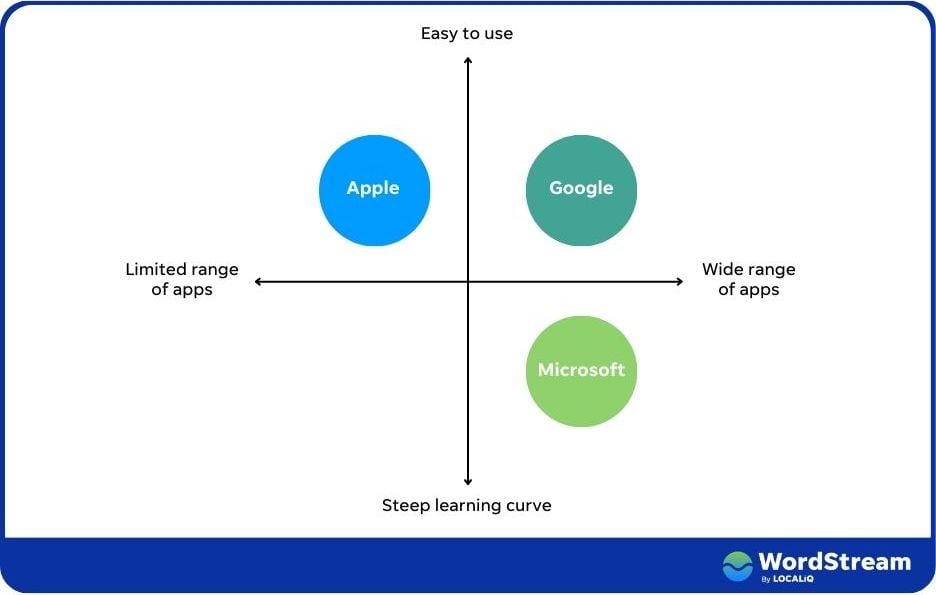 Easy to use
Apple
Google
Limited range
of apps
Wide range
of apps
Microsoft
Steep learning curve
WordStream
By LOCALiQ